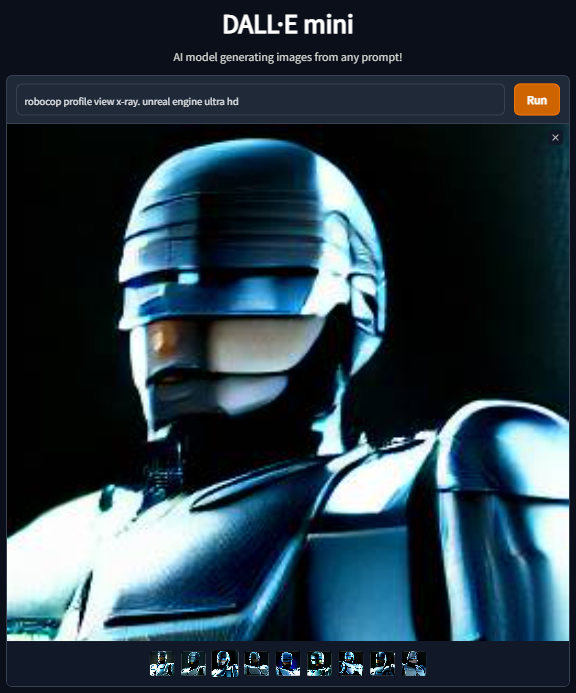 DALL·E mini
AI model generating images from any prompt!
robocop profile view x-ray. unreal engine ultra hd
Run
×